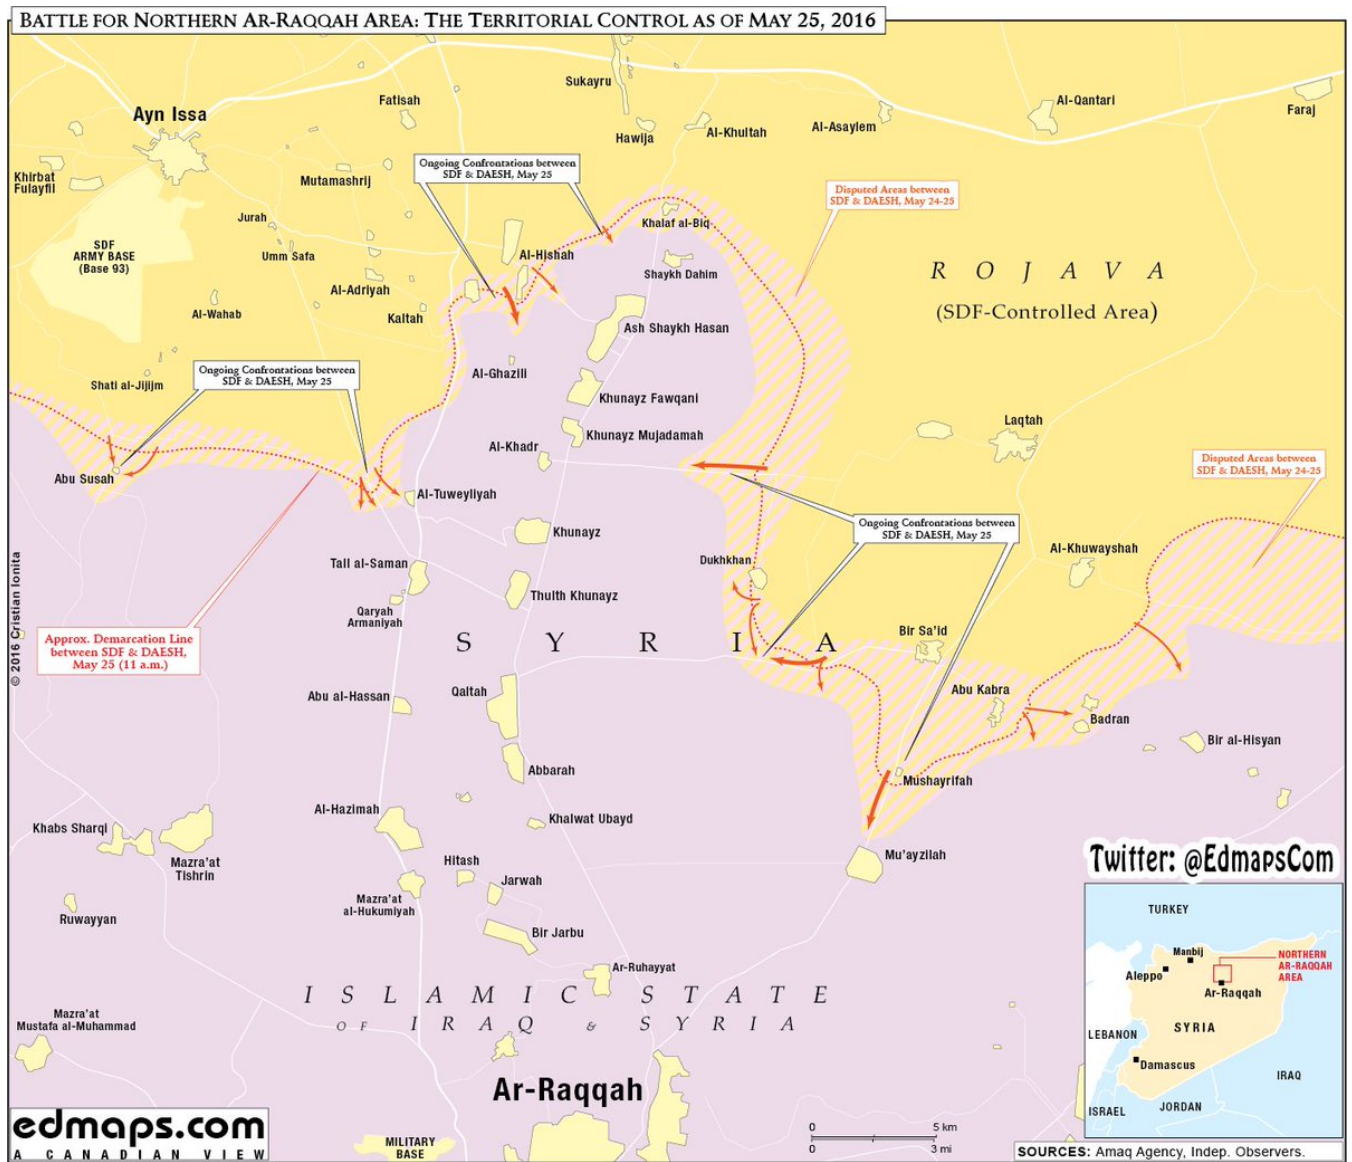 BATTLE FOR NORTHERN AR-RAQQAH AREA: THE TERRITORIAL CONTROL AS OF MAY 25, 2016
Sukayru
Fatisah
Al-Qantari
Faraj
Ayn Issa
Al-Asaylem
Al-Khultah
Hawija
Ongoing Confrontations between
SDF & DAESH, May 25
Khirbat
Fulayfil
Mutamashrij
Disputed Areas between
SDF & DAESH, May 24-25
Jurah
Khalaf al-Biq
SDF
ARMY BASE
(Base 93)
Umm Safa
Al-Hishah
Shaykh Dahim
ROJAVA
(SDF-Controlled Area)
Al-Adriyah
Al-Wahab
Kaltah
Ash Shaykh Hasan
Ongoing Confrontations between
SDF & DAESH, May 25
Shati al-Jijijm
Al-Ghazili
Khunayz Fawqani
Laqtah
Khunayz Mujadamah
Al-Khadr
Disputed Areas between
SDF & DAESH, May 24-25
Abu Susah
Al-Tuweyliyah
Ongoing Confrontations between
SDF & DAESH, May 25
Khunayz
Al-Khuwayshah
Tall al-Saman
Dukhkhan
Thulth Khunayz
Qaryah
Armaniyah
Approx. Demarcation Line
between SDF & DAESH,
May 25 (11 a.m.)
SYRIA
Bir Sa'id
© 2016 Cristian Ionita
Abu al-Hassan
Qaltah
Abu Kabra
Badran
Bir al-Hisyan
Abbarah
Mushayrifah
Al-Hazimah
Khalwat Ubayd
Khabs Sharqi
Mazra'at
Tishrin
Mu'ayzilah
Twitter: @EdmapsCom
Hitash
Jarwah
Mazra'at
al-Hukumiyah
Ruwayyan
Bir Jarbu
Ar-Ruhayyat
ISLAMIC STATE
OF IRAQ & SYRIA
Mazra'at
Mustafa al-Muhammad
Ar-Raqqah
MILITARY
BASE
TURKEY
Manbij
Aleppo
NORTHERN
AR-RAQQAH
AREA
Ar-Raqqah
SYRIA
LEBANON
Damascus
IRAQ
ISRAEL
JORDAN
0 5 km
0 3 mi
edmaps.com
A CANADIAN VIEW
SOURCES: Amaq Agency, Indep. Observers.